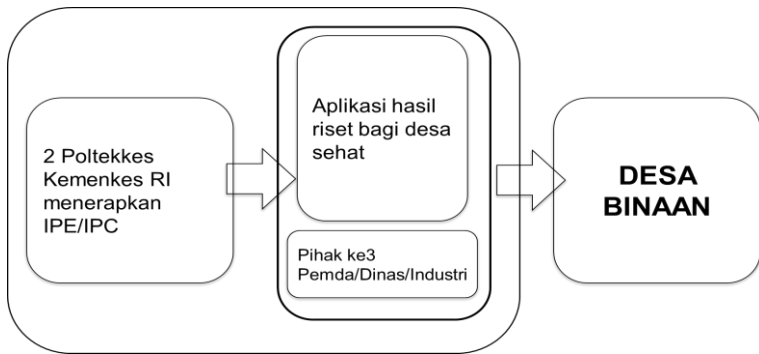 2 Poltekkes
Kemenkes RI
menerapkan
IPE/IPC
Aplikasi hasil
riset bagi desa
sehat
Pihak ke3
Pemda/Dinas/Industri
DESA
BINAAN